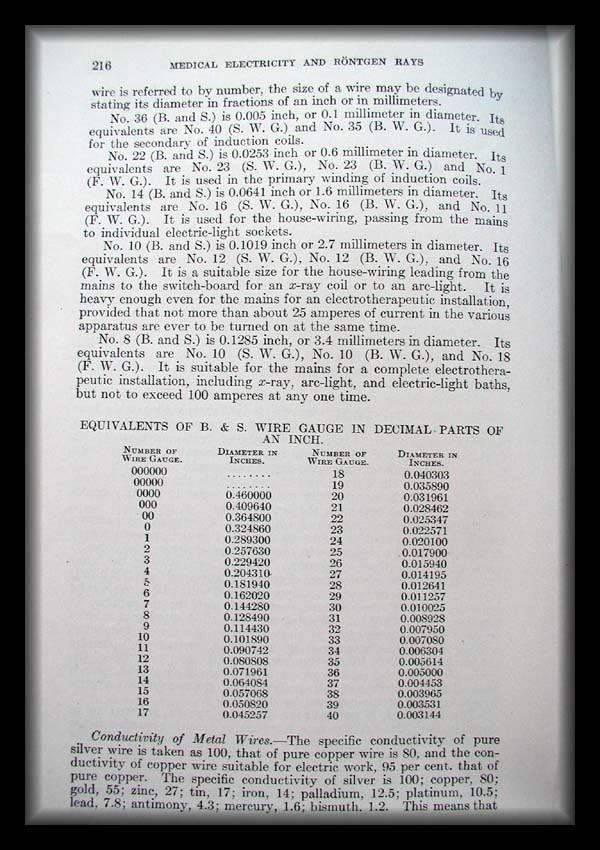 216 MEDICAL ELECTRICITY AND RÖNTGEN RAYS
wire is referred to by number, the size of a wire may be designated by
stating its diameter in fractions of an inch or in millimeters.
No. 36 (B. and S.) is 0.005 inch, or 0.1 millimeter in diameter. Its
equivalents are No. 40 (S. W. G.) and No. 35 (B. W. G.). It is used
for the secondary of induction coils.
No. 22 (B. and S.) is 0.0253 inch or 0.6 millimeter in diameter. Its
equivalents are No. 23 (S. W. G.), No. 23 (B. W. G.) and No. 1
(F. W. G.). It is used in the primary winding of induction coils.
No. 14 (B. and S.) is 0.0641 inch or 1.6 millimeters in diameter. Its
equivalents are No. 16 (S. W. G.), No. 16 (B. W. G.), and No. 11
(F. W. G.). It is used for the house-wiring, passing from the mains
to individual electric-light sockets.
No. 10 (B. and S.) is 0.1019 inch or 2.7 millimeters in diameter. Its
equivalents are No. 12 (S. W. G.), No. 12 (B. W. G.), and No. 16
(F. W. G.). It is a suitable size for the house-wiring leading from the
mains to the switch-board for an x-ray coil or to an arc-light. It is
heavy enough even for the mains for an electrotherapeutic installation,
provided that not more than about 25 amperes of current in the various
apparatus are ever to be turned on at the same time.
No. 8 (B. and S.) is 0.1285 inch, or 3.4 millimeters in diameter. Its
equivalents are No. 10 (S. W. G.), No. 10 (B. W. G.), and No. 18
(F. W. G.). It is suitable for the mains for a complete electrothera-
peutic installation, including x-ray, arc-light, and electric-light baths,
but not to exceed 100 amperes at any one time.
EQUIVALENTS OF B. & S. WIRE GAUGE IN DECIMAL PARTS OF
AN INCH.
NUMBER OF DIAMETER IN NUMBER OF DIAMETER IN
WIRE GAUGE. INCHES. WIRE GAUGE. INCHES.
000000 ........ 18 0.040303
00000 ........ 19 0.035890
0000 0.460000 20 0.031961
000 0.409640 21 0.028462
00 0.364800 22 0.025347
0 0.324860 23 0.022571
1 0.289300 24 0.020100
2 0.257630 25 0.017900
3 0.229420 26 0.015940
4 0.204310 27 0.014195
5 0.181940 28 0.012641
6 0.162020 29 0.011257
7 0.144280 30 0.010025
8 0.128490 31 0.008928
9 0.114430 32 0.007950
10 0.101890 33 0.007080
11 0.090742 34 0.006304
12 0.080808 35 0.005614
13 0.071961 36 0.005000
14 0.064084 37 0.004453
15 0.057068 38 0.003965
16 0.050820 39 0.003531
17 0.045257 40 0.003144
Conductivity of Metal Wires.—The specific conductivity of pure
silver wire is taken as 100, that of pure copper wire is 80, and the con-
ductivity of copper wire suitable for electric work, 95 per cent. that of
pure copper. The specific conductivity of silver is 100; copper, 80;
gold, 55; zinc, 27; tin, 17; iron, 14; palladium, 12.5; platinum, 10.5;
lead, 7.8; antimony, 4.3; mercury, 1.6; bismuth. 1.2. This means that